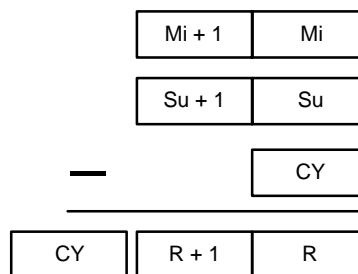 Mi + 1 Mi
Su + 1 Su
— CY
CY R + 1 R